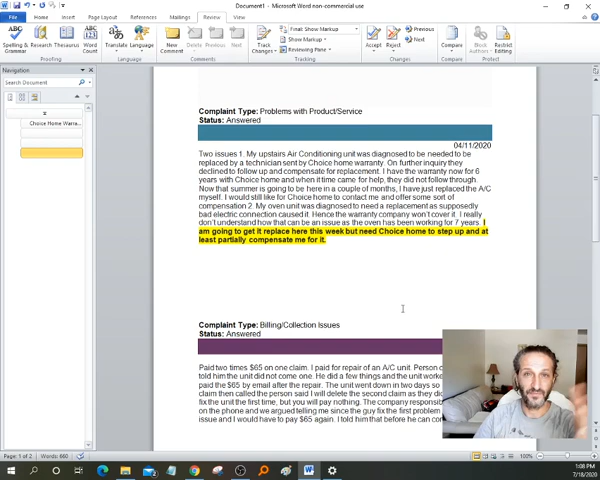 Document1 - Microsoft Word non-commercial use
File
Home
Insert
Page Layout
References
Mailings
Review
View
Spelling & Grammar
Research
Thesaurus
Word Count
Translate
Language
New Comment
Delete
Previous
Next
Track Changes
Final: Show Markup
Show Markup
Reviewing Pane
Accept
Reject
Previous
Next
Compare
Block Authors
Restrict Editing
Proofing
Language
Comments
Tracking
Changes
Compare
Protect
Navigation
Search Document
Choice Home Warra...
Complaint Type: Problems with Product/Service
Status: Answered
04/11/2020
Two issues 1. My upstairs Air Conditioning unit was diagnosed to be needed to be
replaced by a technician sent by Choice home warranty. On further inquiry they
declined to follow up and compensate for replacement. I have the warranty now for 6
years with Choice home and when it time came for help, they did not follow through.
Now that summer is going to be here in a couple of months, I have just replaced the A/C
myself. I would still like for Choice home to contact me and offer some sort of
compensation 2. My oven unit was diagnosed to need a replacement as supposedly
bad electric connection caused it. Hence the warranty company won't cover it. I really
don't understand how that can be an issue as the oven has been working for 7 years. I
am going to get it replace here this week but need Choice home to step up and at
least partially compensate me for it.
Complaint Type: Billing/Collection Issues
Status: Answered
Paid two times $65 on one claim. I paid for repair of an A/C unit. Person c
told him the unit did not come one. He did a few things and the unit worke
paid the $65 by email after the repair. The unit went down in two days so
claim then called the person said I will delete the second claim as they di
fix the unit the first time, but you will pay nothing. The company responsib
on the phone and we argued telling me since the guy fix the first problem
issue and I would have to pay $65 again. I told him that before he can con
Page: 1 of 2
Words: 660
100%
1:08 PM
7/18/2020